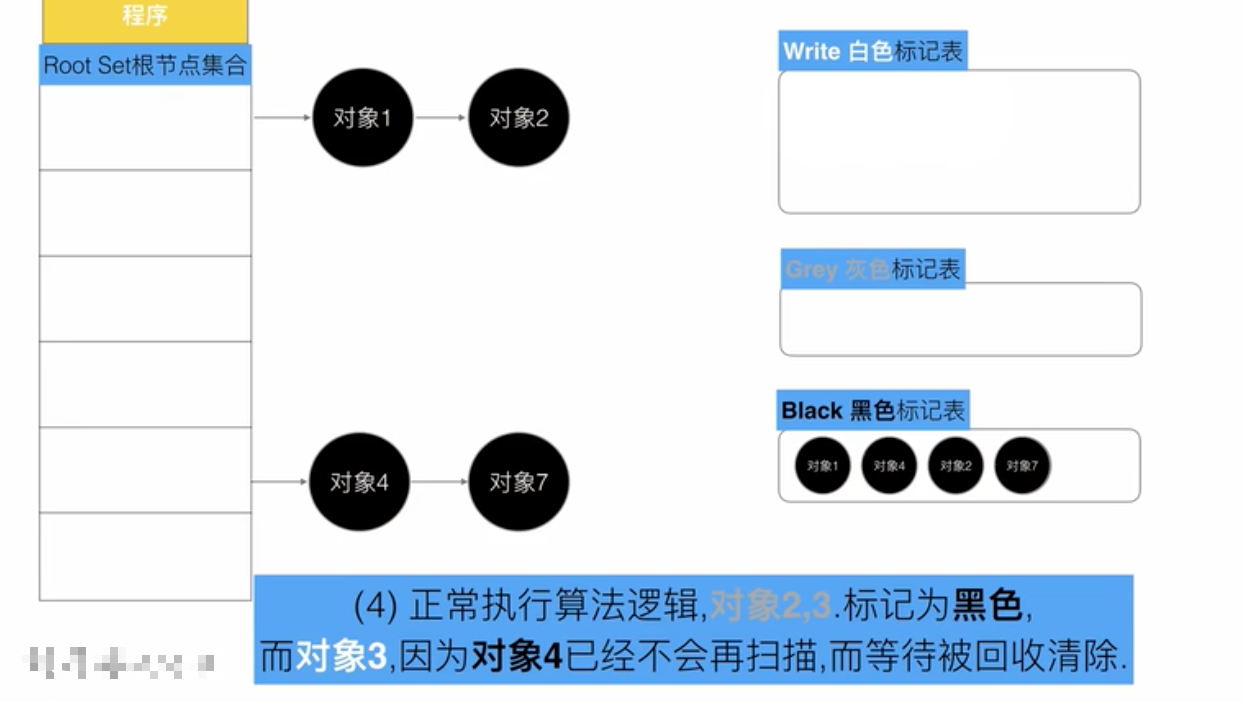 程序
Root Set根节点集合
对象1
对象2
Write 白色标记表
Grey 灰色标记表
Black 黑色标记表
对象1
对象4
对象2
对象7
对象4
对象7
(4) 正常执行算法逻辑,对象2,3.标记为黑色,
而对象3,因为对象4已经不会再扫描,而等待被回收清除.